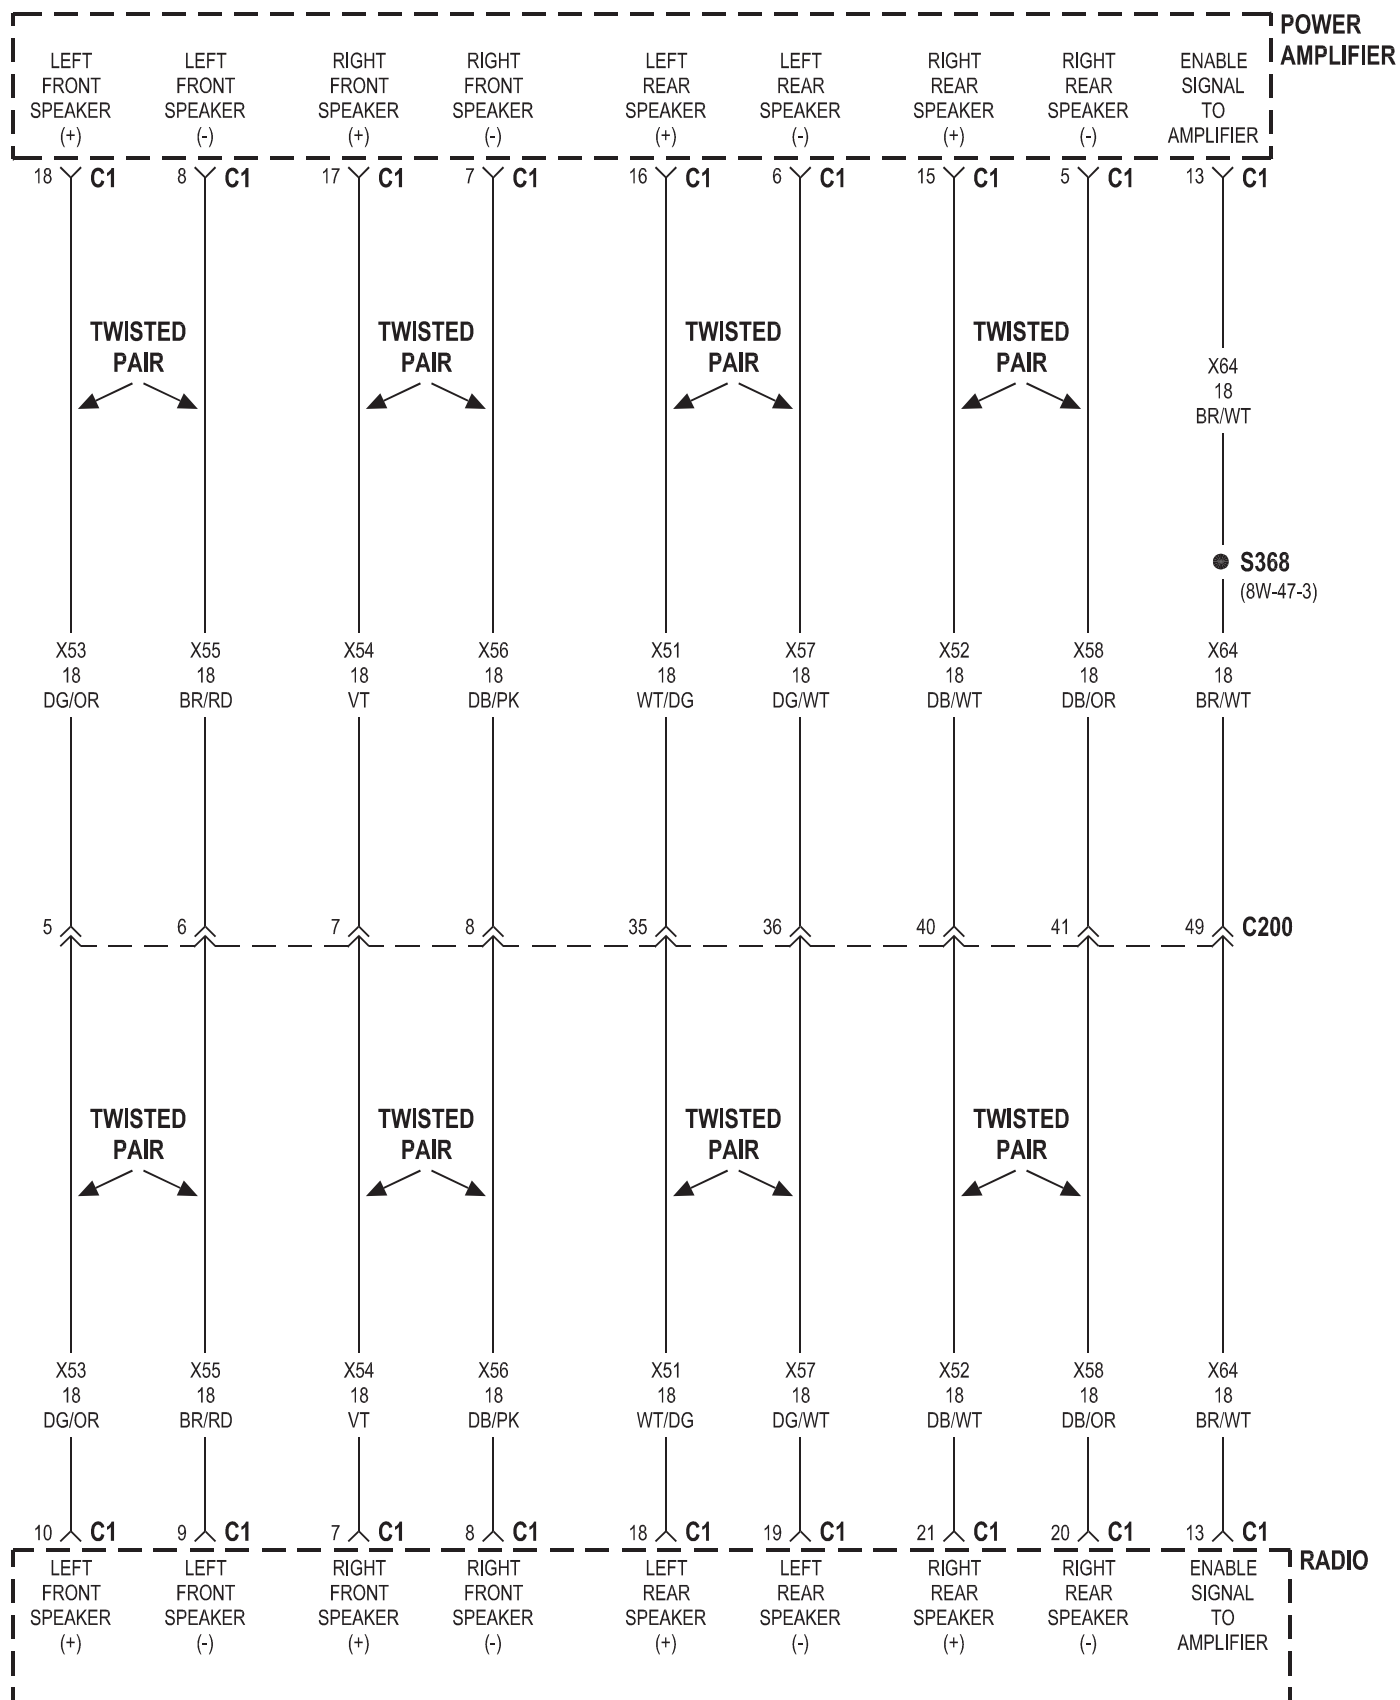 POWER
AMPLIFIER
LEFT FRONT SPEAKER (+)
LEFT FRONT SPEAKER (-)
RIGHT FRONT SPEAKER (+)
RIGHT FRONT SPEAKER (-)
LEFT REAR SPEAKER (+)
LEFT REAR SPEAKER (-)
RIGHT REAR SPEAKER (+)
RIGHT REAR SPEAKER (-)
ENABLE SIGNAL TO AMPLIFIER
18 C1 8 C1 17 C1 7 C1 16 C1 6 C1 15 C1 5 C1 13 C1
TWISTED TWISTED TWISTED TWISTED
PAIR PAIR PAIR PAIR
X64
18
BR/WT
S368
(8W-47-3)
X53 X55 X54 X56 X51 X57 X52 X58 X64
18 18 18 18 18 18 18 18 18
DG/OR BR/RD VT DB/PK WT/DG DG/WT DB/WT DB/OR BR/WT
5 6 7 8 35 36 40 41 49 C200
TWISTED TWISTED TWISTED TWISTED
PAIR PAIR PAIR PAIR
X53 X55 X54 X56 X51 X57 X52 X58 X64
18 18 18 18 18 18 18 18 18
DG/OR BR/RD VT DB/PK WT/DG DG/WT DB/WT DB/OR BR/WT
10 C1 9 C1 7 C1 8 C1 18 C1 19 C1 21 C1 20 C1 13 C1
RADIO
LEFT FRONT SPEAKER (+)
LEFT FRONT SPEAKER (-)
RIGHT FRONT SPEAKER (+)
RIGHT FRONT SPEAKER (-)
LEFT REAR SPEAKER (+)
LEFT REAR SPEAKER (-)
RIGHT REAR SPEAKER (+)
RIGHT REAR SPEAKER (-)
ENABLE SIGNAL TO AMPLIFIER